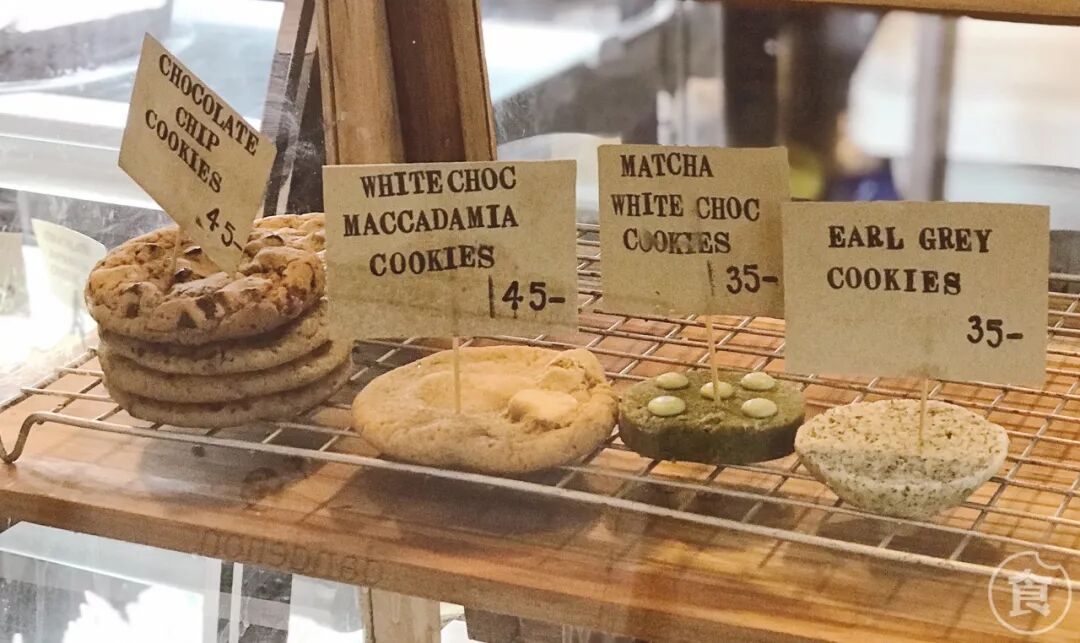 CHOCOLATE
CHIP
COOKIES
45-
WHITE CHOC
MACCADAMIA
COOKIES
45-
MATCHA
WHITE CHOC
COOKIES
35-
EARL GREY
COOKIES
35-
食